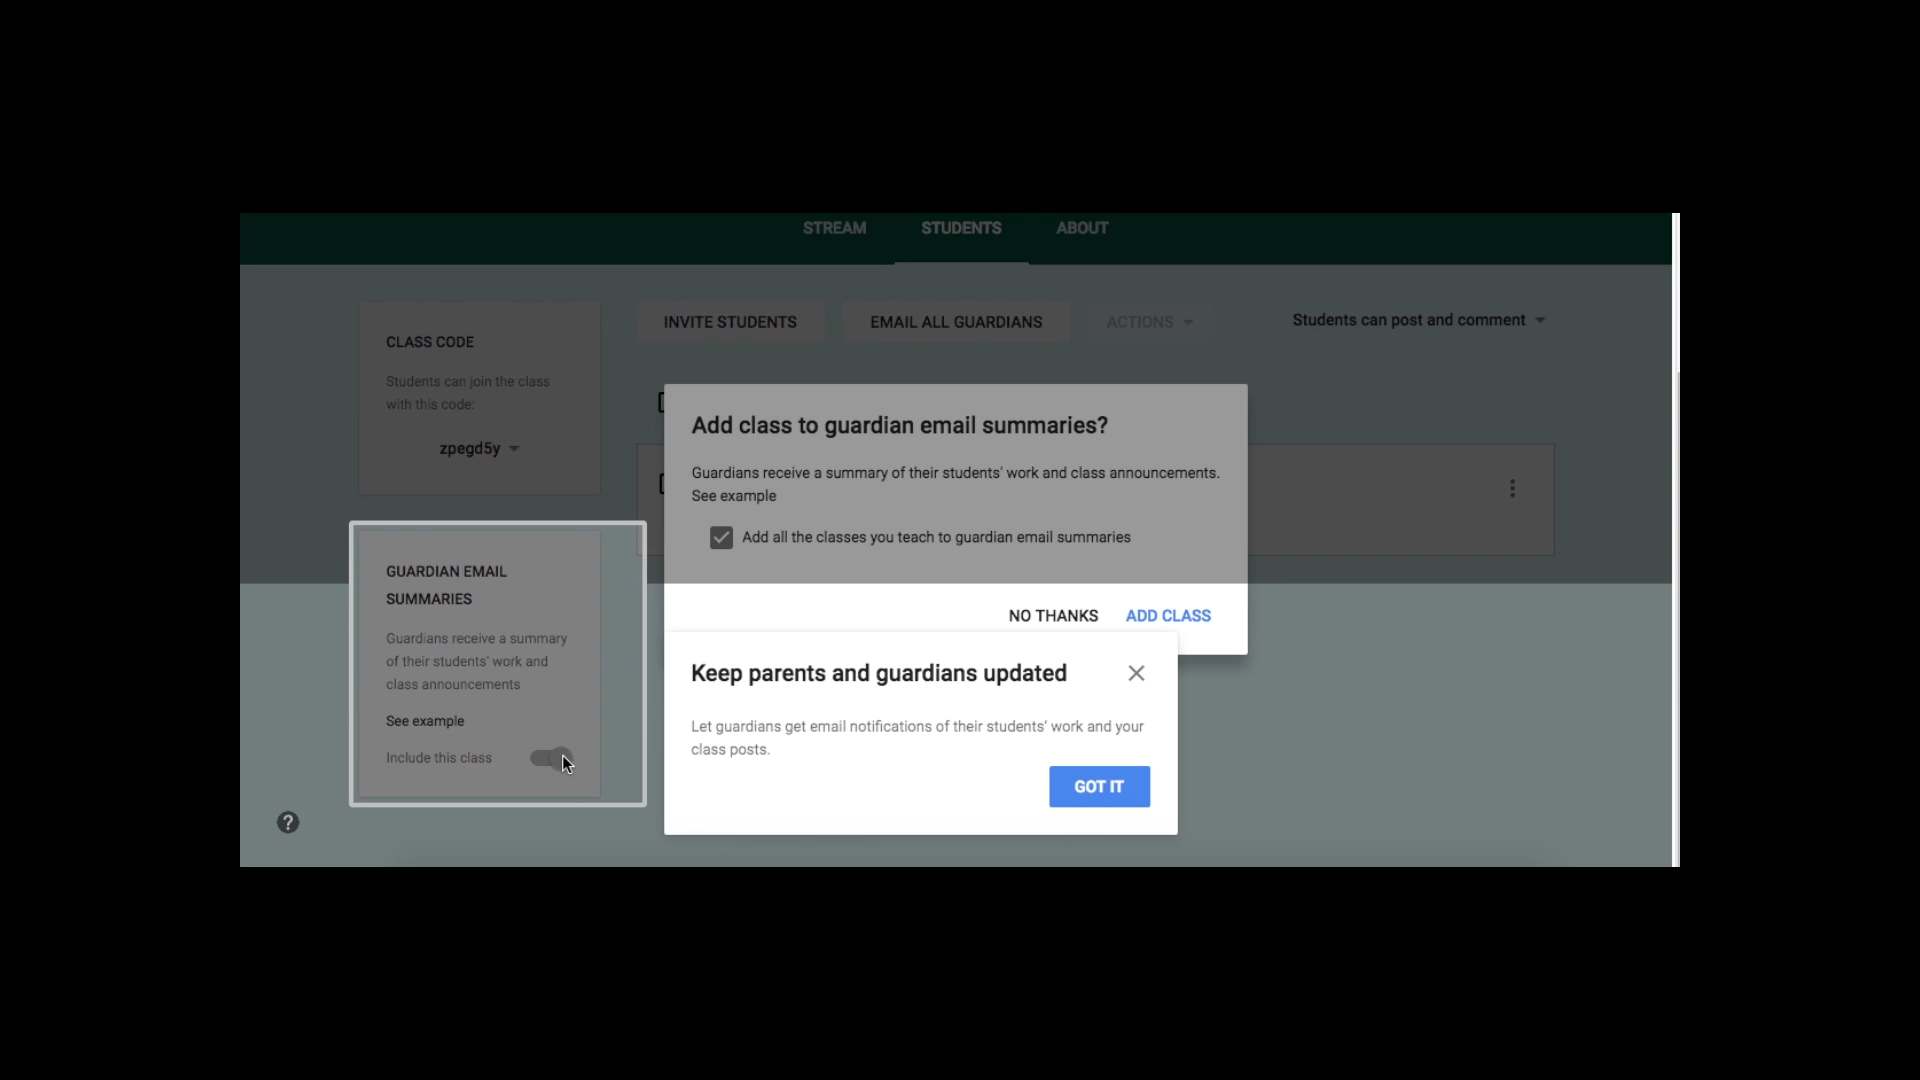 STREAM STUDENTS ABOUT
INVITE STUDENTS EMAIL ALL GUARDIANS ACTIONS Students can post and comment
CLASS CODE
Students can join the class
with this code:
zpegd5y
Add class to guardian email summaries?
Guardians receive a summary of their students' work and class announcements.
See example
Add all the classes you teach to guardian email summaries
NO THANKS ADD CLASS
GUARDIAN EMAIL
SUMMARIES
Guardians receive a summary
of their students' work and
class announcements
See example
Include this class
Keep parents and guardians updated
Let guardians get email notifications of their students' work and your
class posts.
GOT IT
?